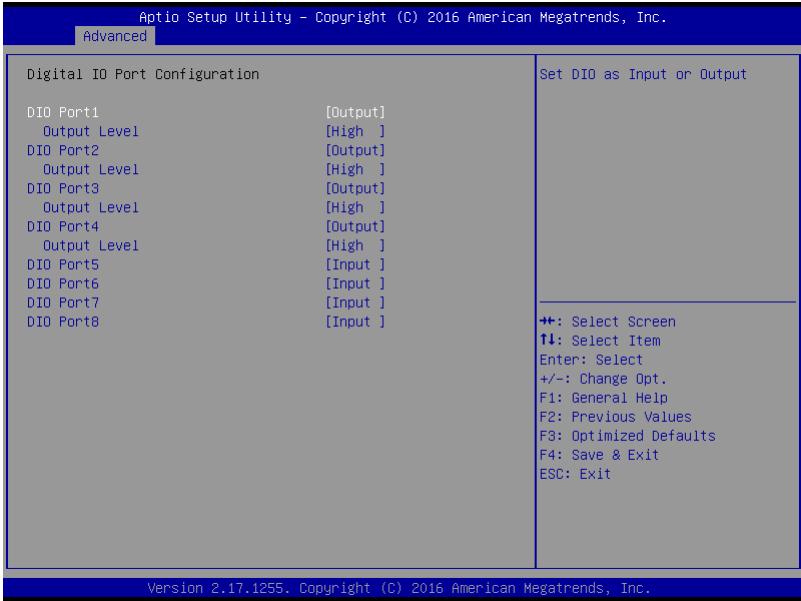 Aptio Setup Utility – Copyright (C) 2016 American Megatrends, Inc.
Advanced
Digital IO Port Configuration
DIO Port1 [Output]
Output Level [High ]
DIO Port2 [Output]
Output Level [High ]
DIO Port3 [Output]
Output Level [High ]
DIO Port4 [Output]
Output Level [High ]
DIO Port5 [Input ]
DIO Port6 [Input ]
DIO Port7 [Input ]
DIO Port8 [Input ]
Set DIO as Input or Output
→←: Select Screen
↑↓: Select Item
Enter: Select
+/-: Change Opt.
F1: General Help
F2: Previous Values
F3: Optimized Defaults
F4: Save & Exit
ESC: Exit
Version 2.17.1255. Copyright (C) 2016 American Megatrends, Inc.